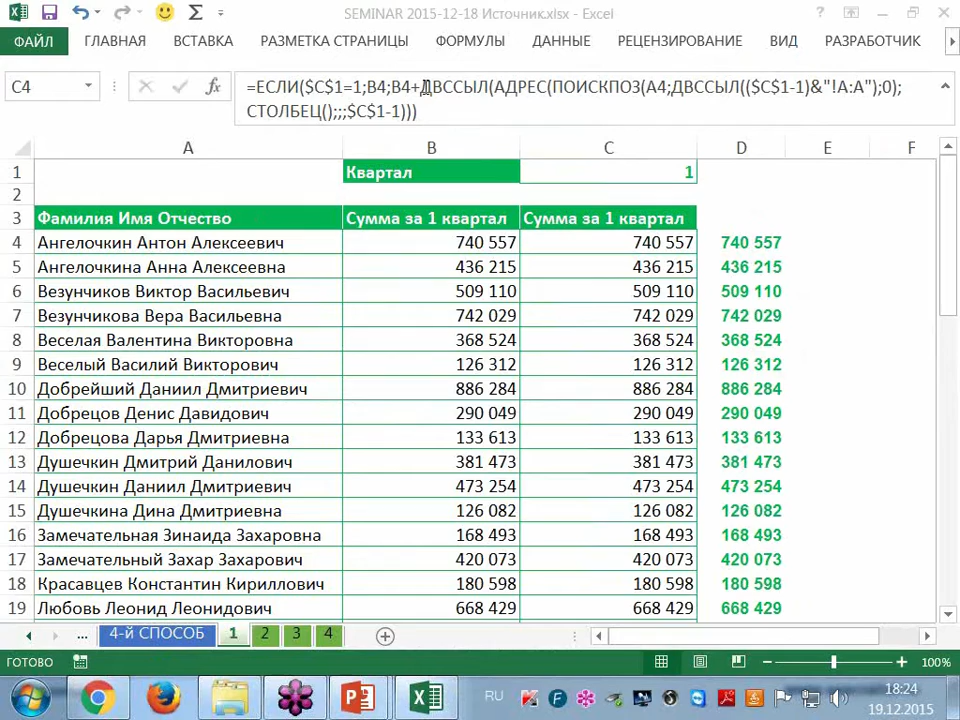 SEMINAR 2015-12-18 Источник.xlsx - Excel
ФАЙЛ ГЛАВНАЯ ВСТАВКА РАЗМЕТКА СТРАНИЦЫ ФОРМУЛЫ ДАННЫЕ РЕЦЕНЗИРОВАНИЕ ВИД РАЗРАБОТЧИК
C4 =ЕСЛИ($C$1=1;B4;B4+ДВССЫЛ(АДРЕС(ПОИСКПОЗ(A4;ДВССЫЛ(($C$1-1)&"!A:A");0);
СТОЛБЕЦ();;;$C$1-1)))
A B C D E F
1 Квартал 1
2
3 Фамилия Имя Отчество Сумма за 1 квартал Сумма за 1 квартал
4 Ангелочкин Антон Алексеевич 740 557 740 557 740 557
5 Ангелочкина Анна Алексеевна 436 215 436 215 436 215
6 Везунчиков Виктор Васильевич 509 110 509 110 509 110
7 Везунчикова Вера Васильевна 742 029 742 029 742 029
8 Веселая Валентина Викторовна 368 524 368 524 368 524
9 Веселый Василий Викторович 126 312 126 312 126 312
10 Добрейший Даниил Дмитриевич 886 284 886 284 886 284
11 Добрецов Денис Давидович 290 049 290 049 290 049
12 Добрецова Дарья Дмитриевна 133 613 133 613 133 613
13 Душечкин Дмитрий Данилович 381 473 381 473 381 473
14 Душечкин Даниил Дмитриевич 473 254 473 254 473 254
15 Душечкина Дина Дмитриевна 126 082 126 082 126 082
16 Замечательная Зинаида Захаровна 168 493 168 493 168 493
17 Замечательный Захар Захарович 420 073 420 073 420 073
18 Красавцев Константин Кириллович 180 598 180 598 180 598
19 Любовь Леонид Леонидович 668 429 668 429 668 429
... 4-й СПОСОБ 1 2 3 4
ГОТОВО 100%
RU 18:24
19.12.2015